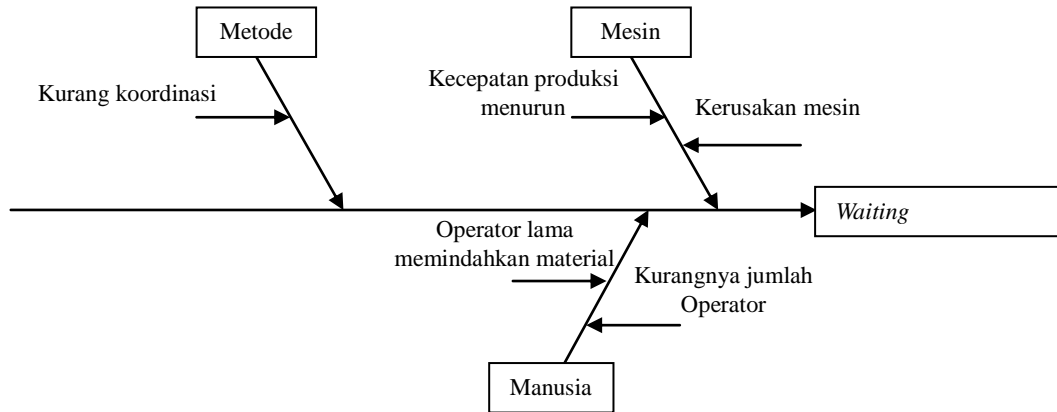 Metode
Mesin
Kurang koordinasi
Kecepatan produksi
menurun
Kerusakan mesin
Waiting
Operator lama
memindahkan material
Kurangnya jumlah
Operator
Manusia